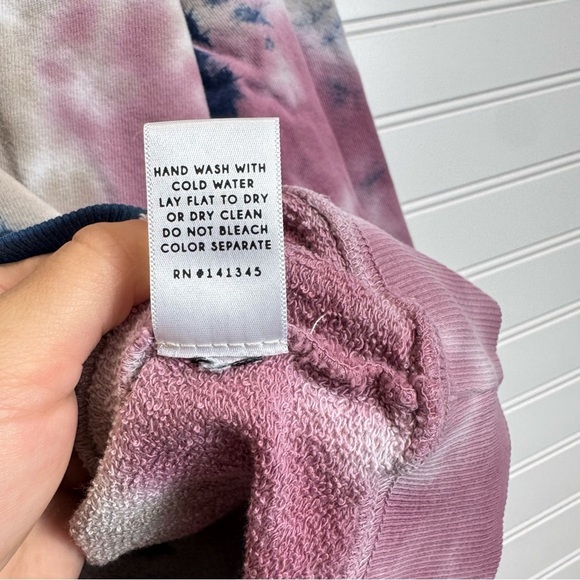 HAND WASH WITH
COLD WATER
LAY FLAT TO DRY
OR DRY CLEAN
DO NOT BLEACH
COLOR SEPARATE
RN #141345